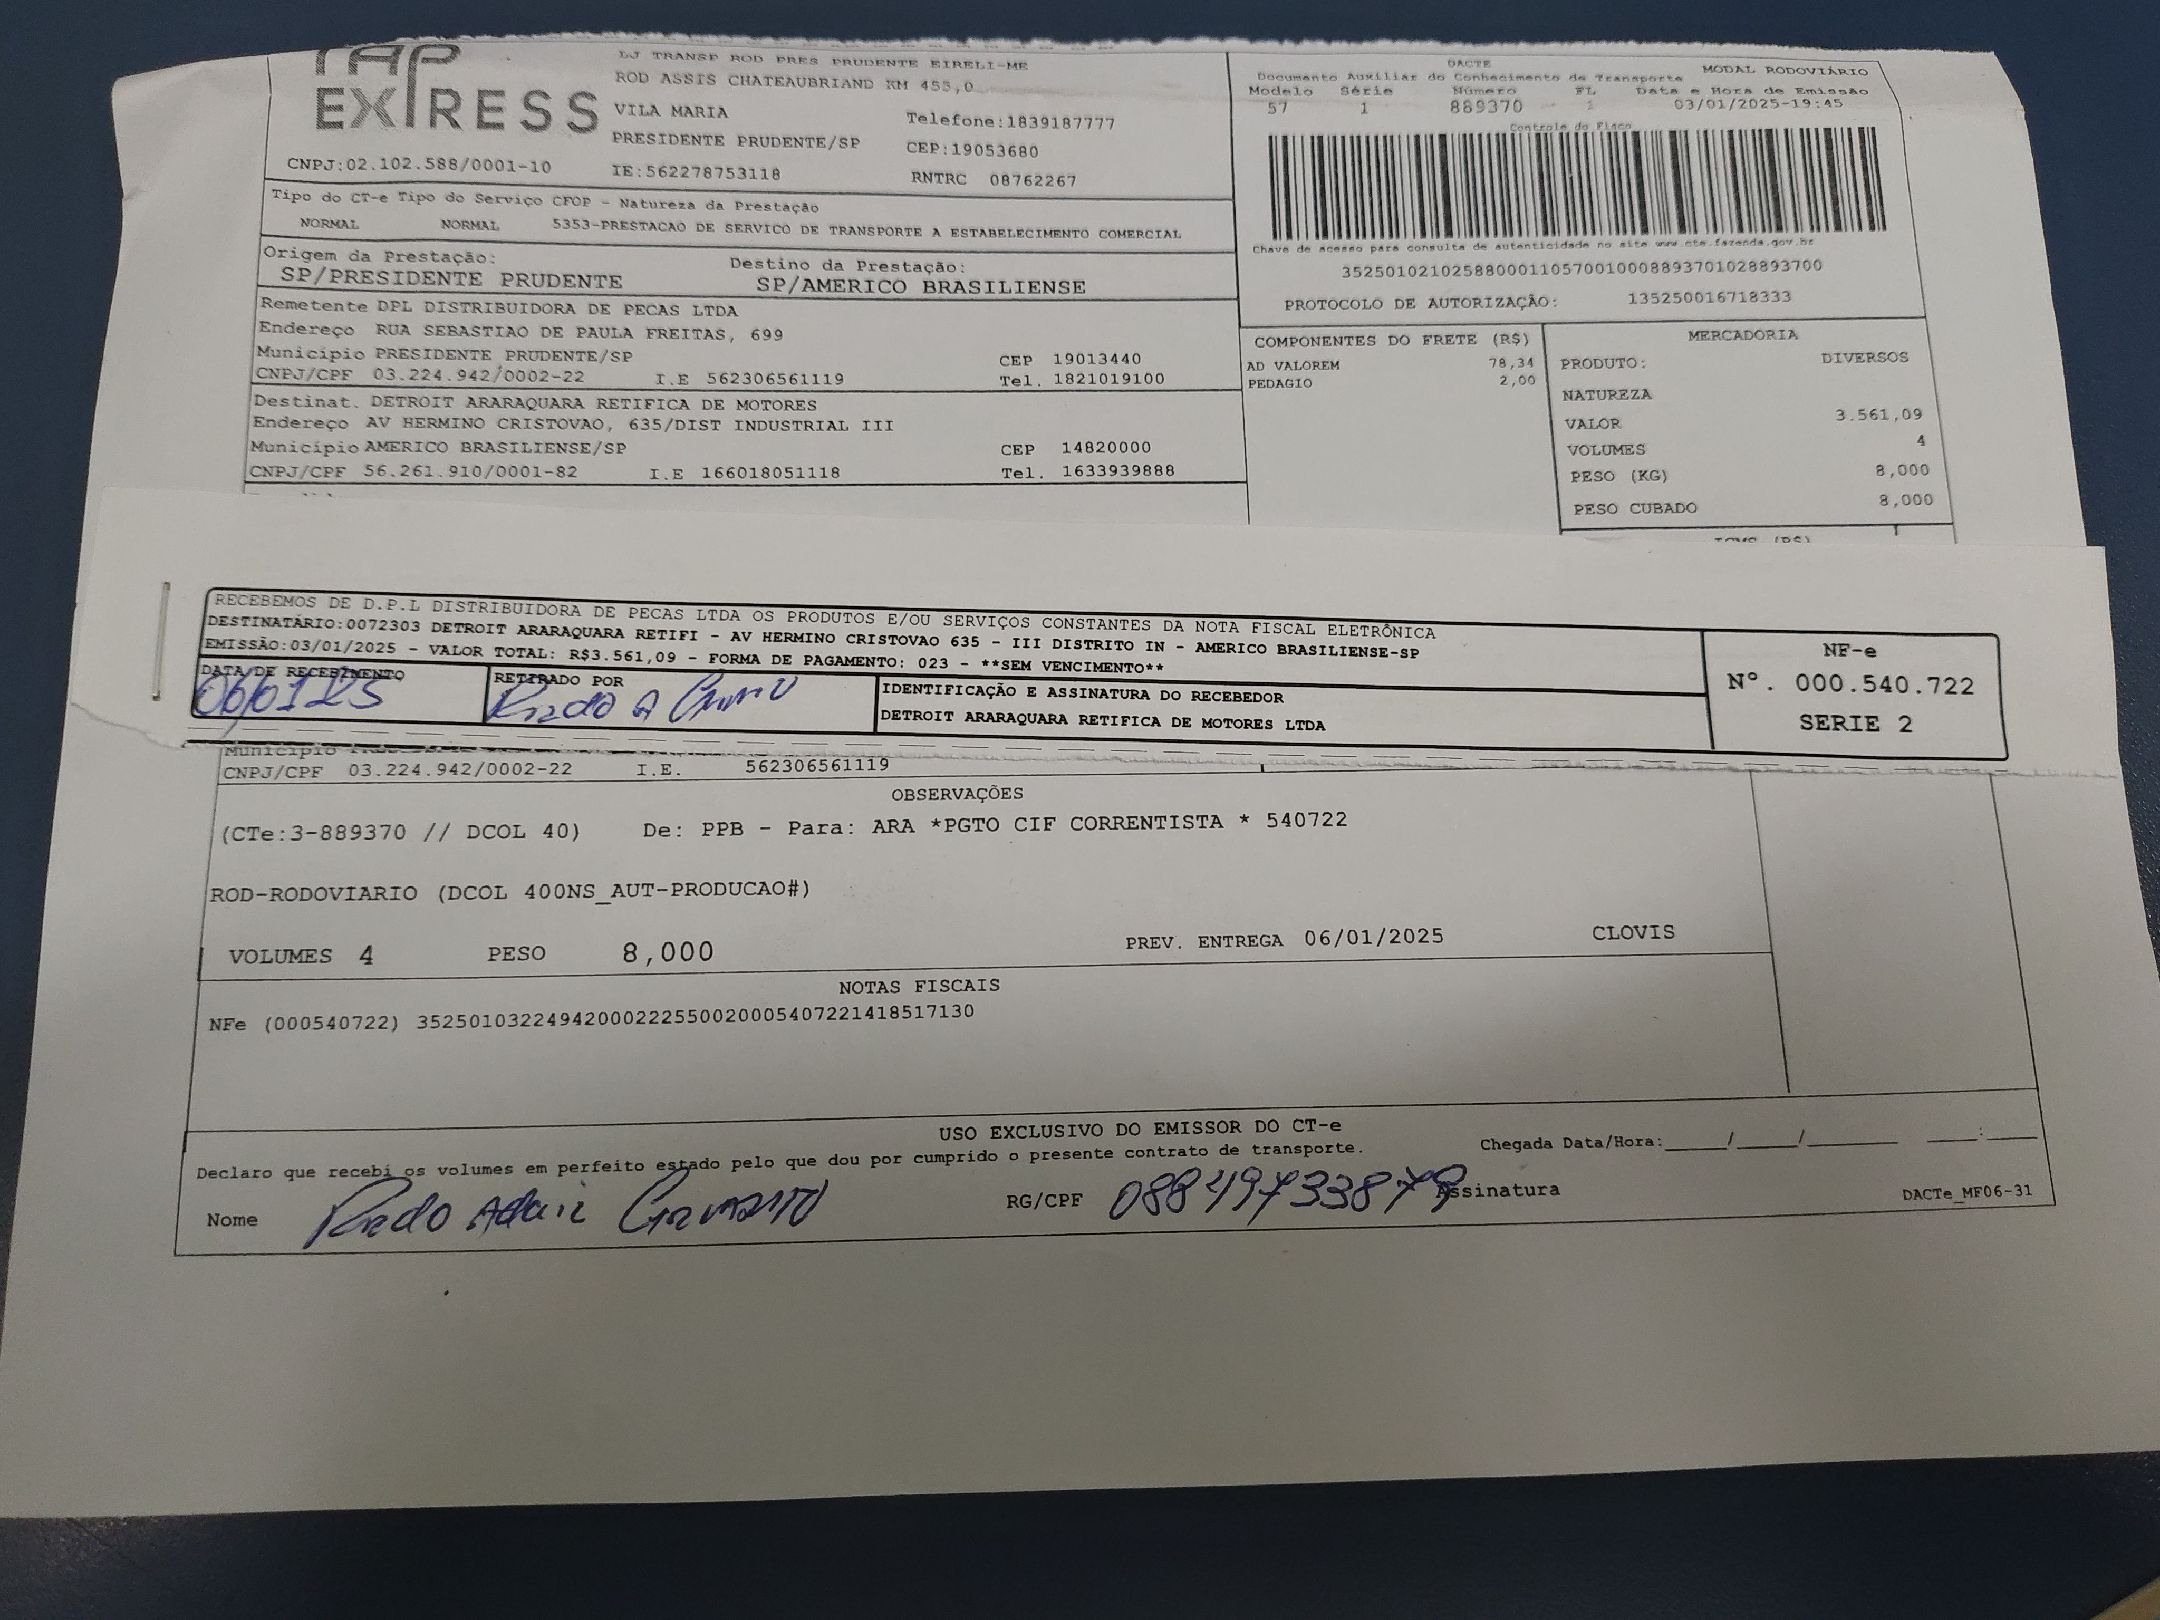 TAP
EXPRESS
LJ TRANSP ROD PRES PRUDENTE EIRELI-ME
ROD ASSIS CHATEAUBRIAND KM 455,0
VILA MARIA
Telefone:1839187777
PRESIDENTE PRUDENTE/SP
CEP:19053680
CNPJ:02.102.588/0001-10
IE:562278753118
RNTRC 08762267
DACTE
MODAL RODOVIÁRIO
Documento Auxiliar do Conhecimento de Transporte
Modelo Série Número FL Data e Hora de Emissão
57 1 889370 1 03/01/2025-19:45
Controle do Fisco
Chave de acesso para consulta de autenticidade no site www.cte.fazenda.gov.br
35250102102588000110570010008893701028893700
PROTOCOLO DE AUTORIZAÇÃO: 135250016718333
Tipo do CT-e Tipo do Serviço CFOP - Natureza da Prestação
NORMAL NORMAL 5353-PRESTACAO DE SERVICO DE TRANSPORTE A ESTABELECIMENTO COMERCIAL
Origem da Prestação: Destino da Prestação:
SP/PRESIDENTE PRUDENTE SP/AMERICO BRASILIENSE
Remetente DPL DISTRIBUIDORA DE PECAS LTDA
Endereço RUA SEBASTIAO DE PAULA FREITAS, 699
Município PRESIDENTE PRUDENTE/SP CEP 19013440
CNPJ/CPF 03.224.942/0002-22 I.E 562306561119 Tel. 1821019100
Destinat. DETROIT ARARAQUARA RETIFICA DE MOTORES
Endereço AV HERMINO CRISTOVAO, 635/DIST INDUSTRIAL III
Município AMERICO BRASILIENSE/SP CEP 14820000
CNPJ/CPF 56.261.910/0001-82 I.E 166018051118 Tel. 1633939888
COMPONENTES DO FRETE (R$)
AD VALOREM 78,34
PEDAGIO 2,00
MERCADORIA
PRODUTO: DIVERSOS
NATUREZA
VALOR 3.561,09
VOLUMES 4
PESO (KG) 8,000
PESO CUBADO 8,000
ICMS (R$)
RECEBEMOS DE D.P.L DISTRIBUIDORA DE PECAS LTDA OS PRODUTOS E/OU SERVIÇOS CONSTANTES DA NOTA FISCAL ELETRÔNICA
DESTINATÁRIO:0072303 DETROIT ARARAQUARA RETIFI - AV HERMINO CRISTOVAO 635 - III DISTRITO IN - AMERICO BRASILIENSE-SP
EMISSÃO:03/01/2025 - VALOR TOTAL: R$3.561,09 - FORMA DE PAGAMENTO: 023 - **SEM VENCIMENTO**
DATA DE RECEBIMENTO
06/01/25
RETIRADO POR
IDENTIFICAÇÃO E ASSINATURA DO RECEBEDOR
DETROIT ARARAQUARA RETIFICA DE MOTORES LTDA
NF-e
Nº. 000.540.722
SERIE 2
Município
CNPJ/CPF 03.224.942/0002-22 I.E. 562306561119
OBSERVAÇÕES
(CTe:3-889370 // DCOL 40) De: PPB - Para: ARA *PGTO CIF CORRENTISTA * 540722
ROD-RODOVIARIO (DCOL 400NS_AUT-PRODUCAO#)
VOLUMES 4 PESO 8,000 PREV. ENTREGA 06/01/2025 CLOVIS
NOTAS FISCAIS
NFe (000540722) 35250103224942000222550020005407221418517130
USO EXCLUSIVO DO EMISSOR DO CT-e
Declaro que recebi os volumes em perfeito estado pelo que dou por cumprido o presente contrato de transporte.
Chegada Data/Hora:_____/_____/_______ ____:____
Nome
RG/CPF 08849733879 Assinatura
DACTe_MF06-31